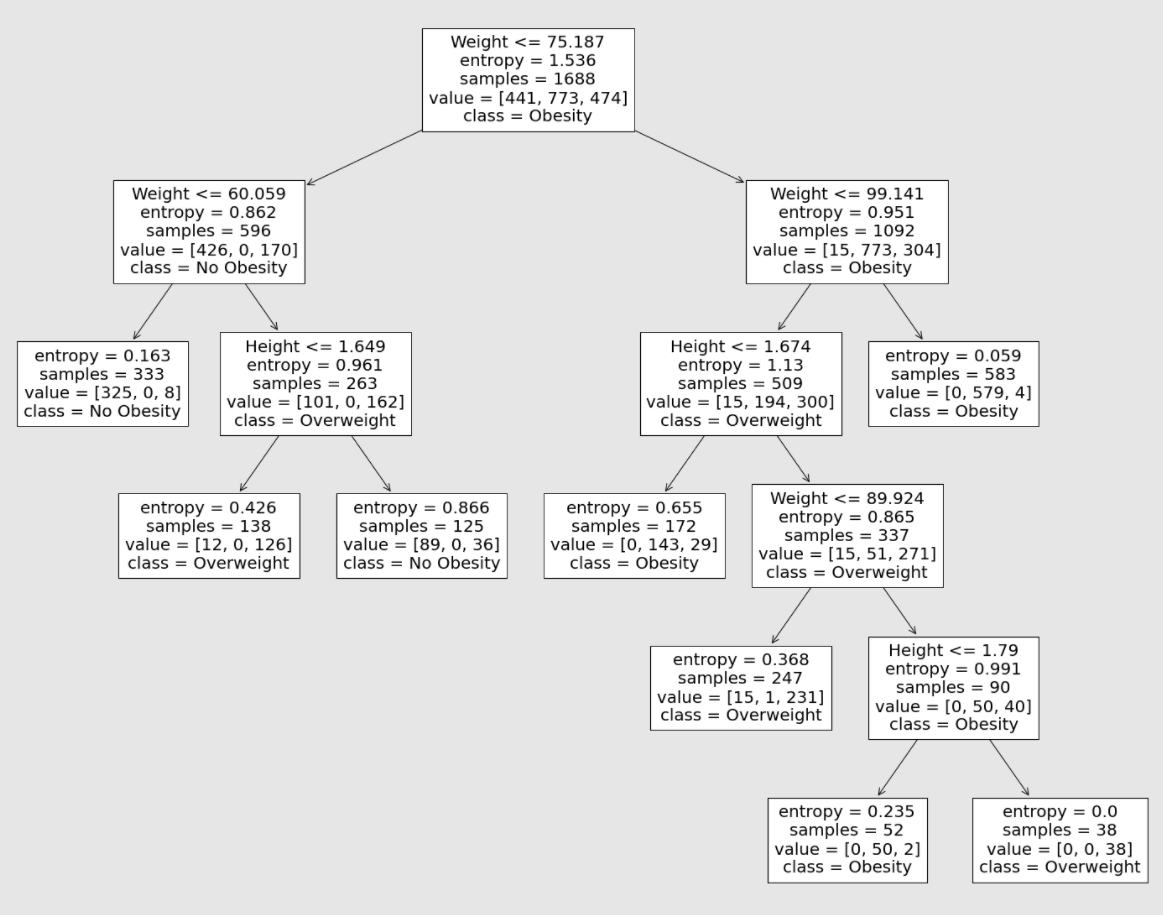 Weight <= 75.187
entropy = 1.536
samples = 1688
value = [441, 773, 474]
class = Obesity
Weight <= 60.059
entropy = 0.862
samples = 596
value = [426, 0, 170]
class = No Obesity
Weight <= 99.141
entropy = 0.951
samples = 1092
value = [15, 773, 304]
class = Obesity
entropy = 0.163
samples = 333
value = [325, 0, 8]
class = No Obesity
Height <= 1.649
entropy = 0.961
samples = 263
value = [101, 0, 162]
class = Overweight
Height <= 1.674
entropy = 1.13
samples = 509
value = [15, 194, 300]
class = Overweight
entropy = 0.059
samples = 583
value = [0, 579, 4]
class = Obesity
entropy = 0.426
samples = 138
value = [12, 0, 126]
class = Overweight
entropy = 0.866
samples = 125
value = [89, 0, 36]
class = No Obesity
entropy = 0.655
samples = 172
value = [0, 143, 29]
class = Obesity
Weight <= 89.924
entropy = 0.865
samples = 337
value = [15, 51, 271]
class = Overweight
entropy = 0.368
samples = 247
value = [15, 1, 231]
class = Overweight
Height <= 1.79
entropy = 0.991
samples = 90
value = [0, 50, 40]
class = Obesity
entropy = 0.235
samples = 52
value = [0, 50, 2]
class = Obesity
entropy = 0.0
samples = 38
value = [0, 0, 38]
class = Overweight